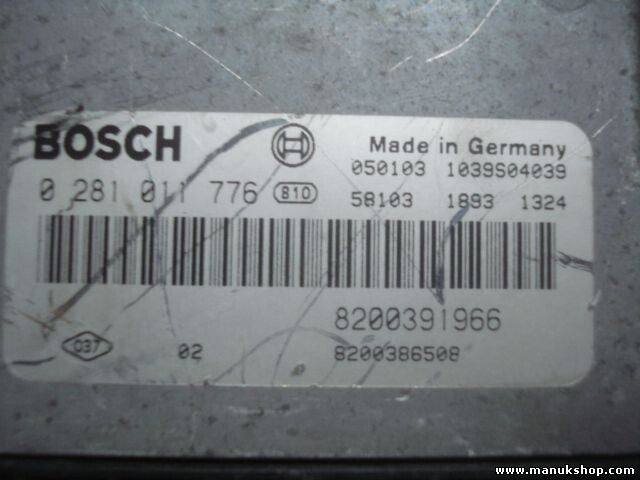 BOSCH Made in Germany
050103 1039S04039
0 281 011 776 810 58103 1893 1324
8200391966
037 02 8200386508
www.manukshop.com